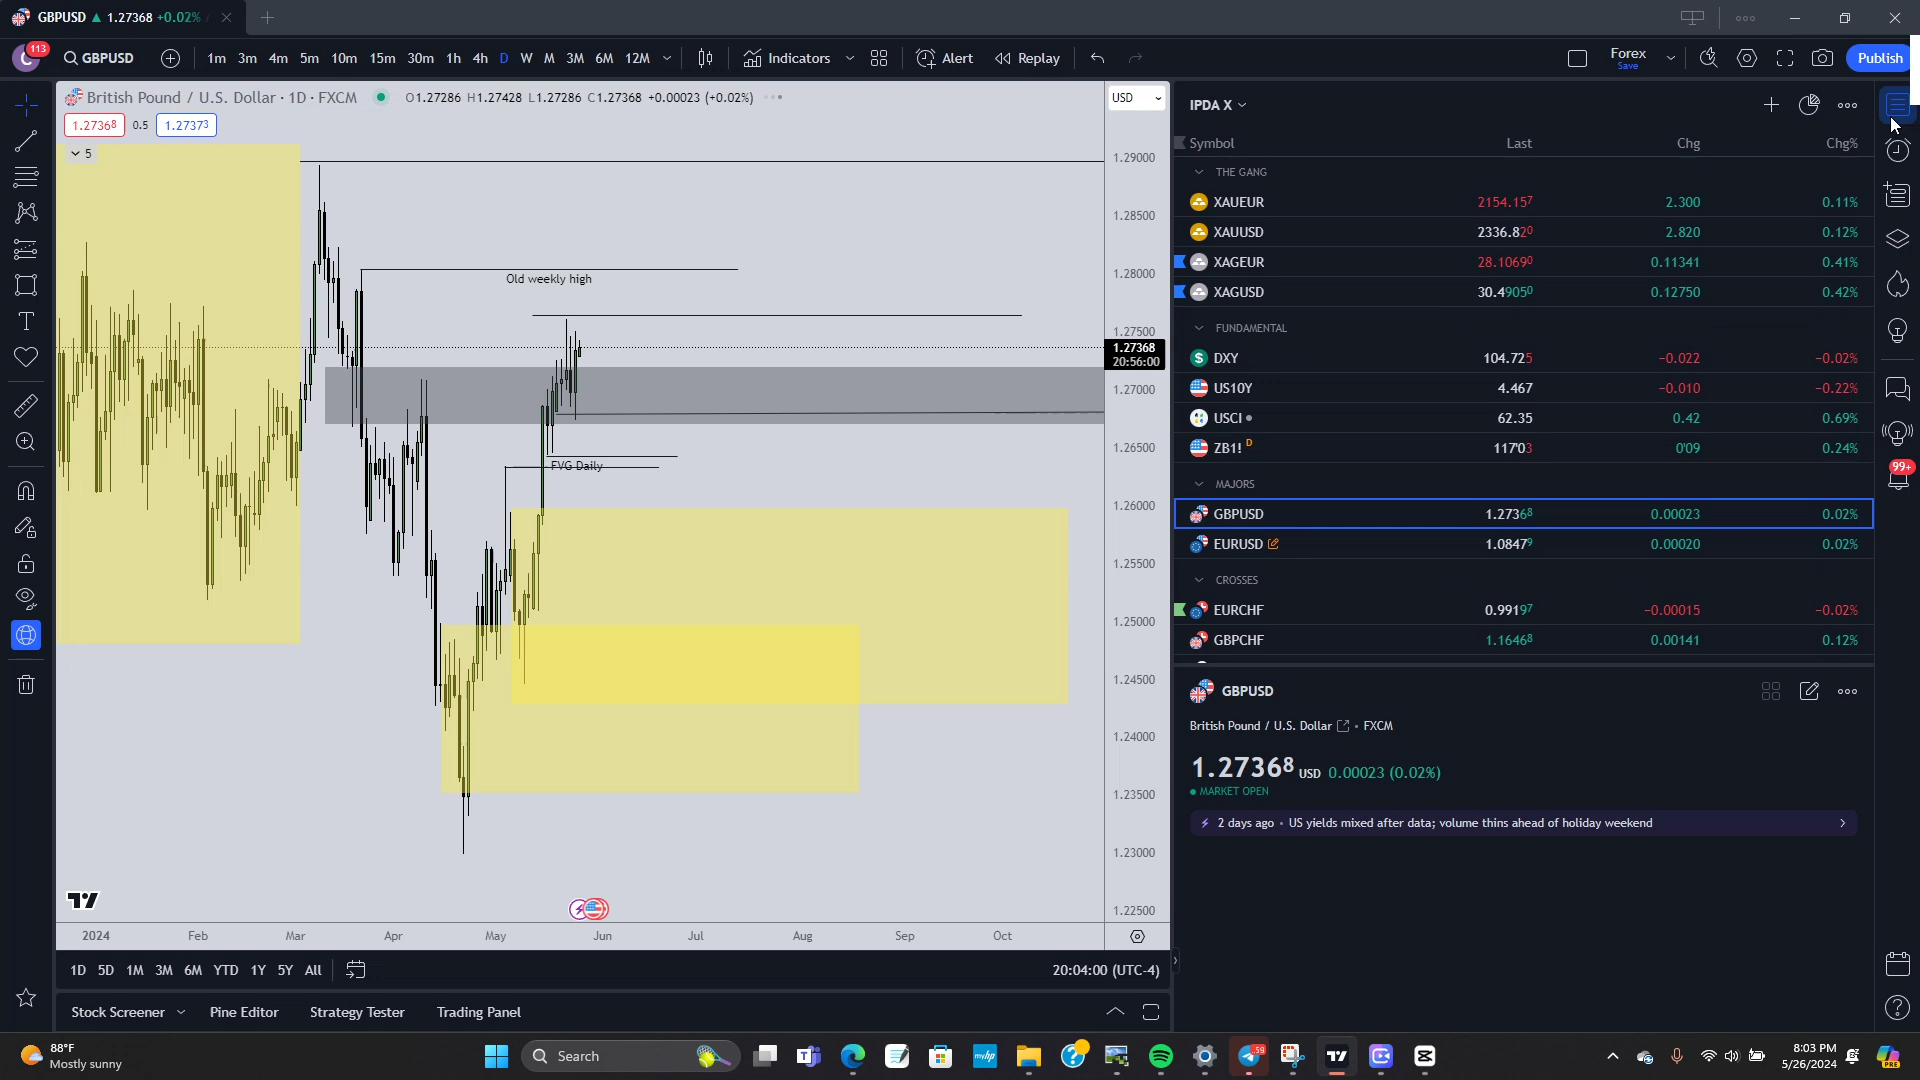 GBPUSD ▲ 1.27368 +0.02% /
C 113 GBPUSD 1m 3m 4m 5m 10m 15m 30m 1h 4h D W M 3M 6M 12M Indicators Alert Replay Forex Save Publish
British Pound / U.S. Dollar · 1D · FXCM O1.27286 H1.27428 L1.27286 C1.27368 +0.00023 (+0.02%) USD
1.27368 0.5 1.27373
5
Old weekly high
FVG Daily
1.29000
1.28500
1.28000
1.27500
1.27368
20:56:00
1.27000
1.26500
1.26000
1.25500
1.25000
1.24500
1.24000
1.23500
1.23000
1.22500
2024 Feb Mar Apr May Jun Jul Aug Sep Oct
1D 5D 1M 3M 6M YTD 1Y 5Y All 20:04:00 (UTC-4)
Stock Screener Pine Editor Strategy Tester Trading Panel
IPDA X
Symbol Last Chg Chg%
THE GANG
XAUEUR 2154.157 2.300 0.11%
XAUUSD 2336.820 2.820 0.12%
XAGEUR 28.10690 0.11341 0.41%
XAGUSD 30.49050 0.12750 0.42%
FUNDAMENTAL
DXY 104.725 −0.022 −0.02%
US10Y 4.467 −0.010 −0.22%
USCI 62.35 0.42 0.69%
ZB1! D 117'03 0'09 0.24%
MAJORS
GBPUSD 1.27368 0.00023 0.02%
EURUSD 1.08479 0.00020 0.02%
CROSSES
EURCHF 0.99197 −0.00015 −0.02%
GBPCHF 1.16468 0.00141 0.12%
GBPUSD
British Pound / U.S. Dollar • FXCM
1.27368 USD 0.00023 (0.02%)
MARKET OPEN
2 days ago • US yields mixed after data; volume thins ahead of holiday weekend
99+
88°F
Mostly sunny
Search
myhp
59
PRE
8:03 PM
5/26/2024